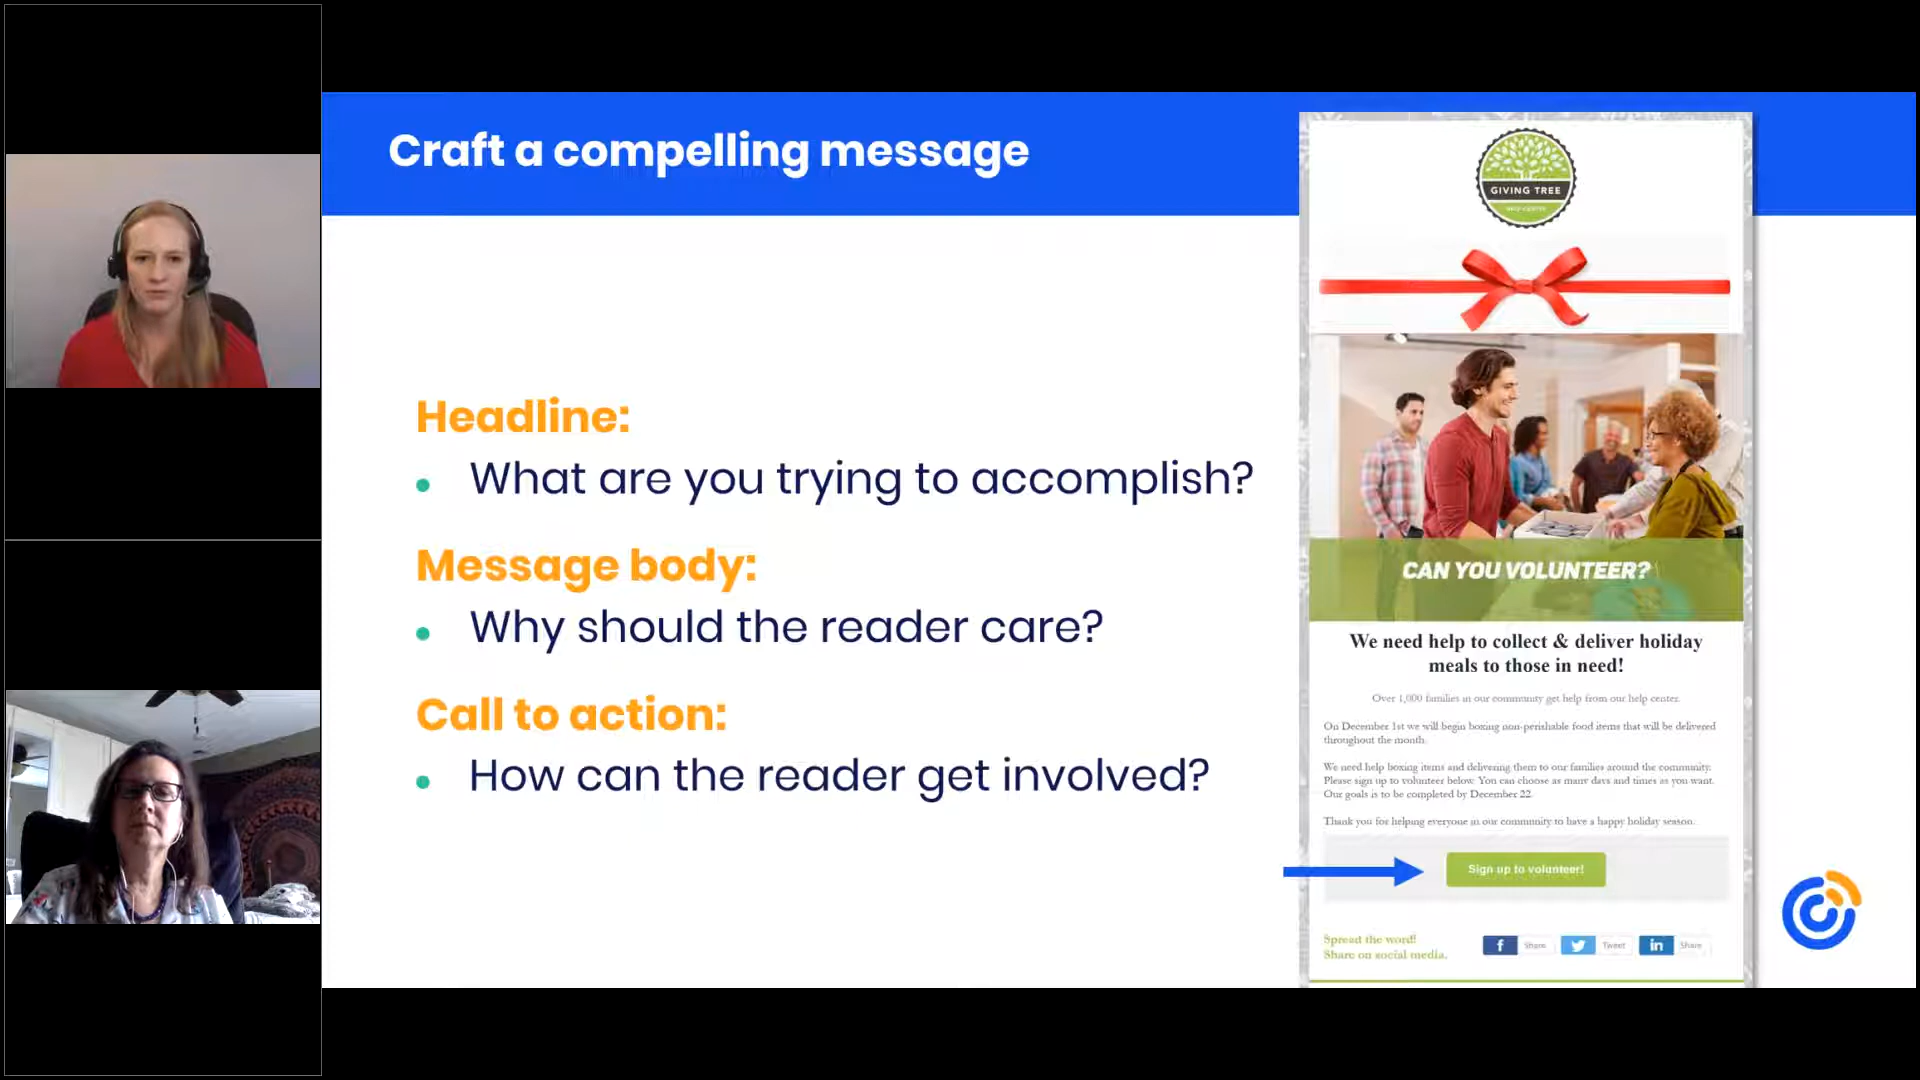 Craft a compelling message
Headline:
What are you trying to accomplish?
Message body:
Why should the reader care?
Call to action:
How can the reader get involved?
GIVING TREE
HELP CENTER
CAN YOU VOLUNTEER?
We need help to collect & deliver holiday
meals to those in need!
Over 1,000 families in our community get help from our help center.
On December 1st we will begin boxing non-perishable food items that will be delivered
throughout the month.
We need help boxing items and delivering them to our families around the community.
Please sign up to volunteer below. You can choose as many days and times as you want.
Our goals is to be completed by December 22.
Thank you for helping everyone in our community to have a happy holiday season.
Sign up to volunteer!
Spread the word!
Share on social media.
f Share
Tweet
in Share